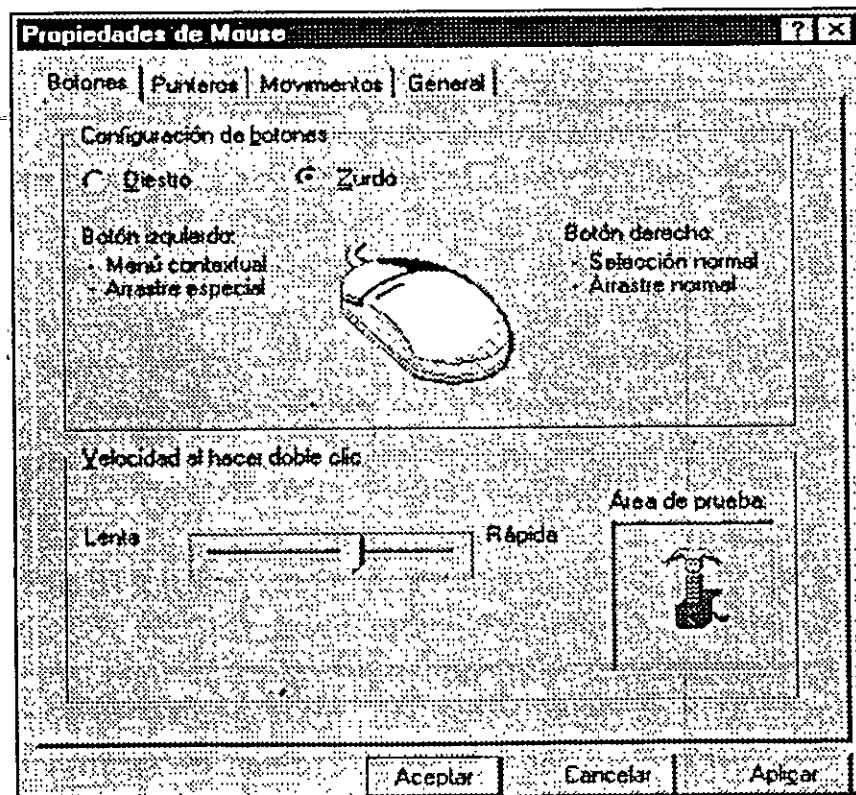 Propiedades de Mouse
Botones Punteros Movimientos General
Configuración de botones
Diestro Zurdo
Botón izquierdo: Botón derecho:
- Menú contextual - Selección normal
- Arrastre especial - Arrastre normal
Velocidad al hacer doble clic
Área de prueba:
Lenta Rápida
Aceptar Cancelar Aplicar